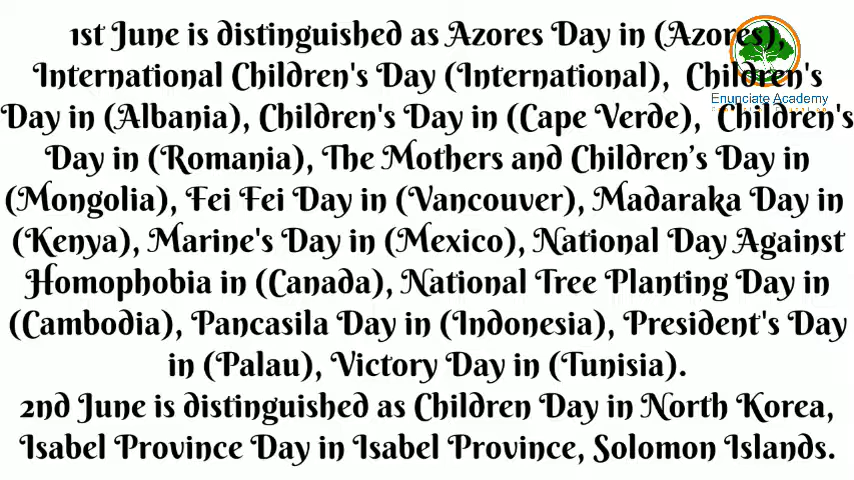 1st June is distinguished as Azores Day in (Azores),
International Children's Day (International), Children's
Day in (Albania), Children's Day in (Cape Verde), Children's
Day in (Romania), The Mothers and Children’s Day in
(Mongolia), Fei Fei Day in (Vancouver), Madaraka Day in
(Kenya), Marine's Day in (Mexico), National Day Against
Homophobia in (Canada), National Tree Planting Day in
(Cambodia), Pancasila Day in (Indonesia), President's Day
in (Palau), Victory Day in (Tunisia).
2nd June is distinguished as Children Day in North Korea,
Isabel Province Day in Isabel Province, Solomon Islands.
Enunciate Academy